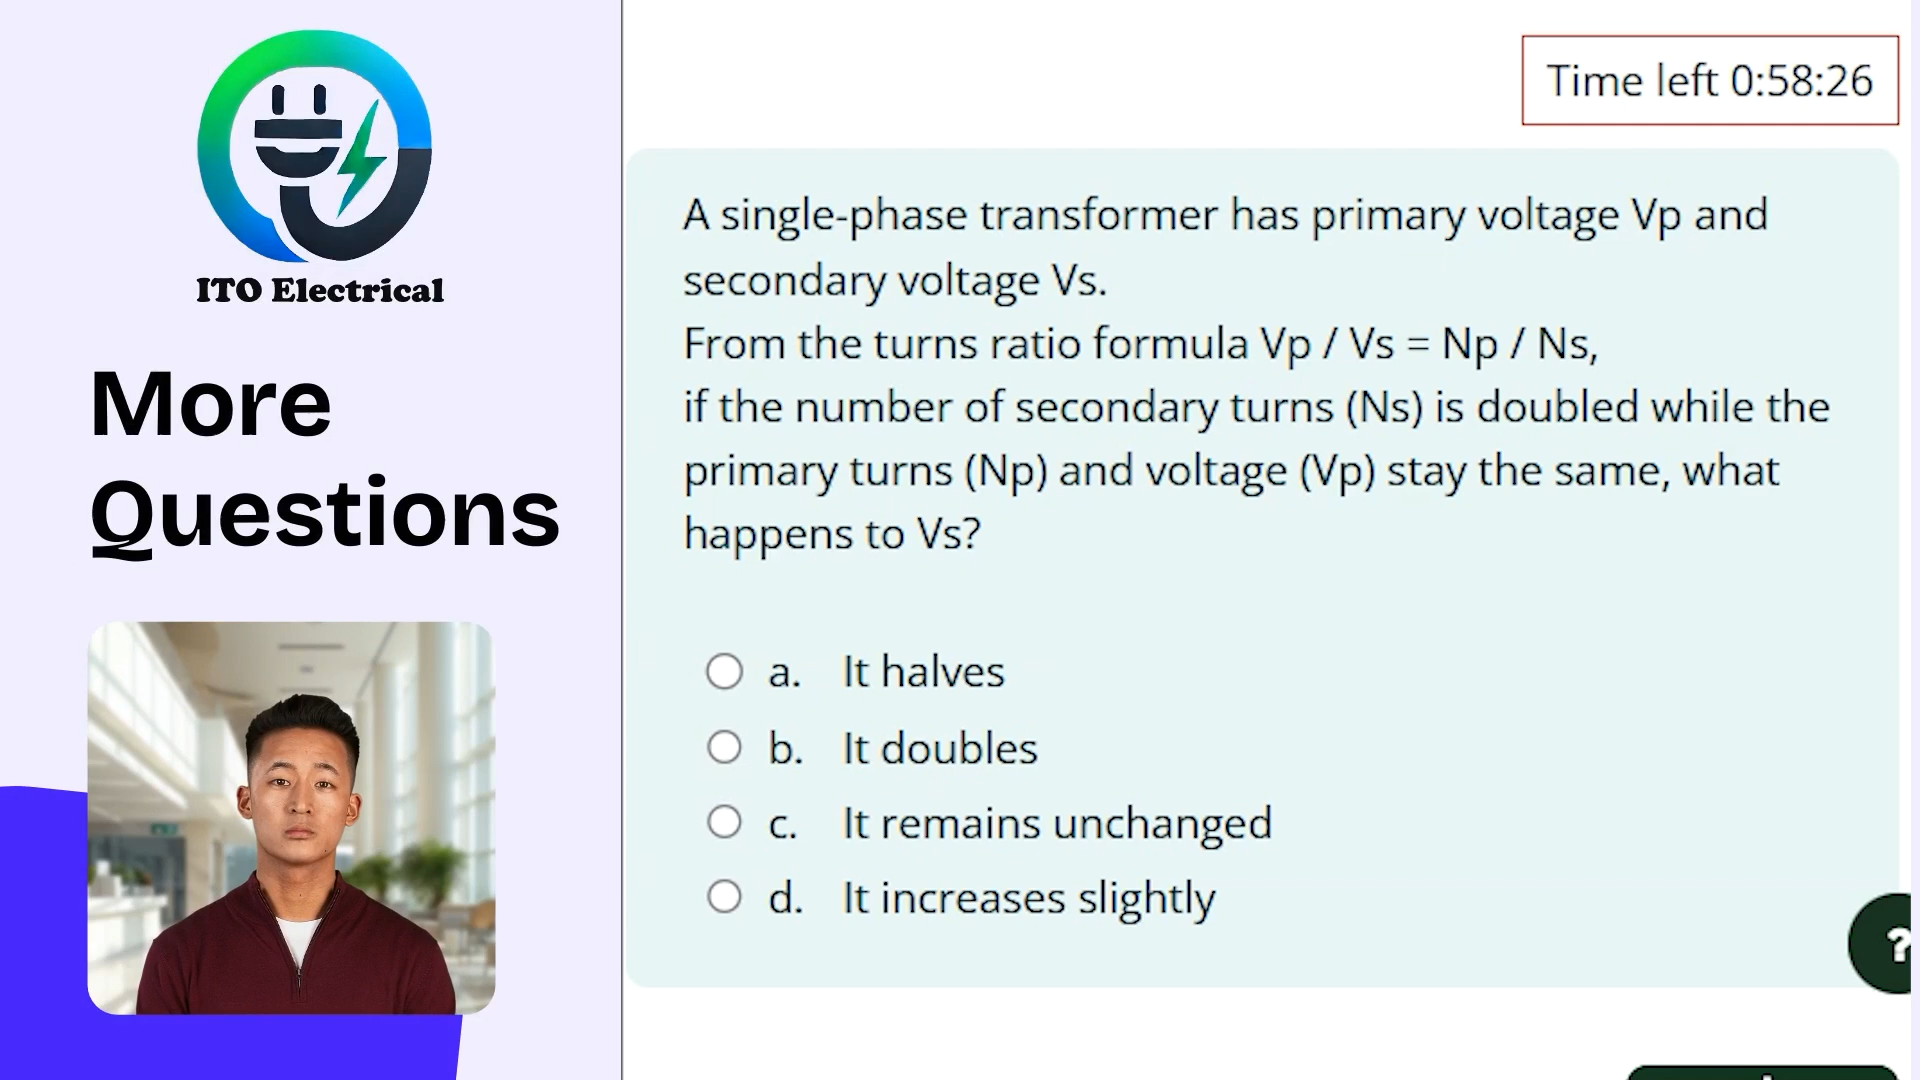 ITO Electrical
More
Questions
Time left 0:58:26
A single-phase transformer has primary voltage Vp and
secondary voltage Vs.
From the turns ratio formula Vp / Vs = Np / Ns,
if the number of secondary turns (Ns) is doubled while the
primary turns (Np) and voltage (Vp) stay the same, what
happens to Vs?
a. It halves
b. It doubles
c. It remains unchanged
d. It increases slightly
?